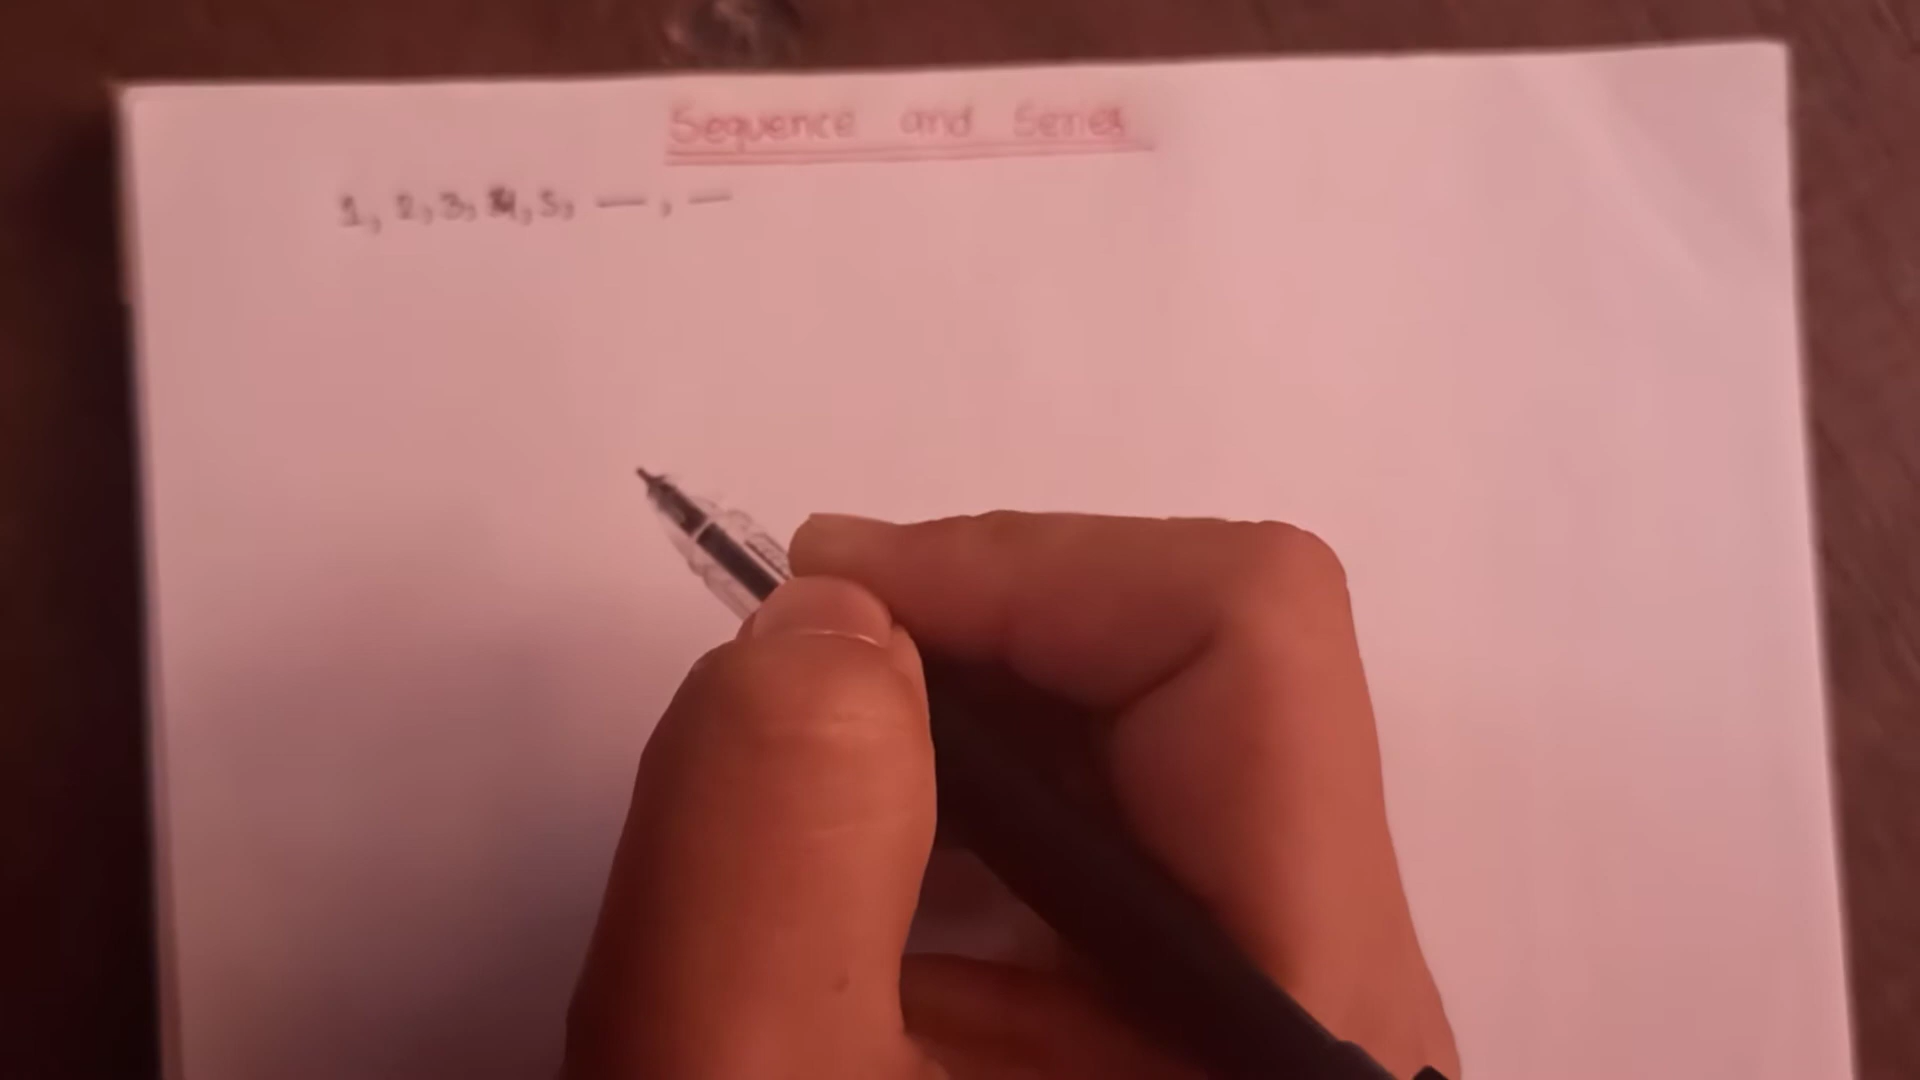 Sequence and Series
1, 2, 3, 4, 5, — , —